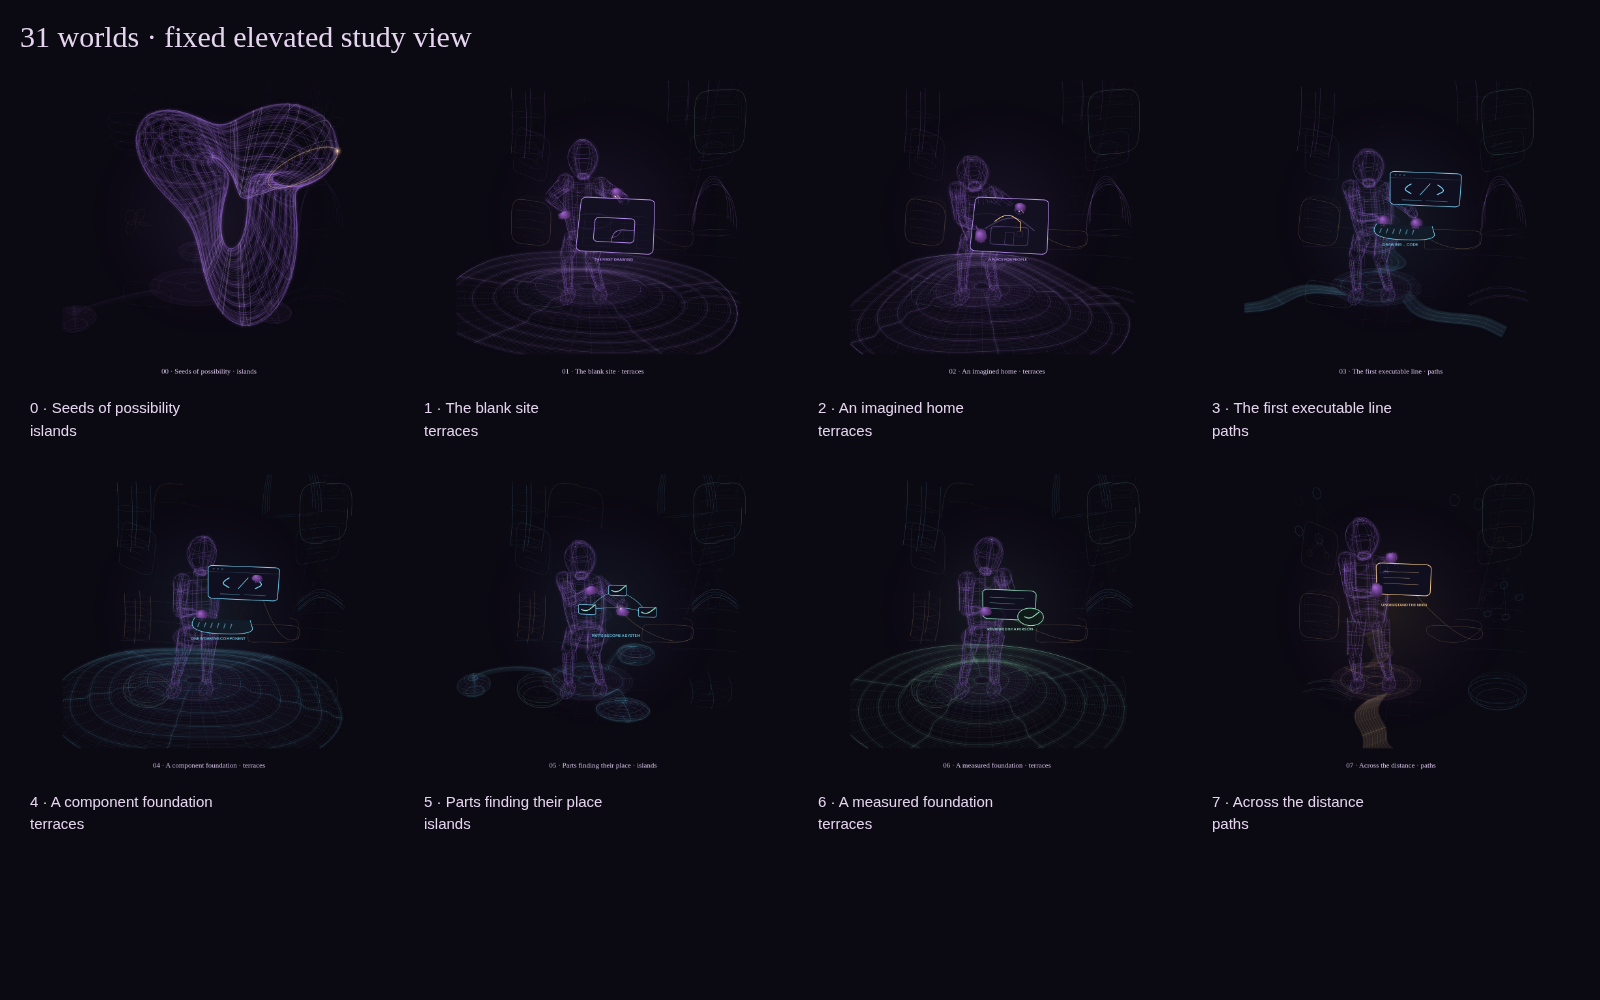 31 worlds · fixed elevated study view
00 · Seeds of possibility · islands
01 · The blank site · terraces
02 · An imagined home · terraces
03 · The first executable line · paths
0 · Seeds of possibility
islands
1 · The blank site
terraces
2 · An imagined home
terraces
3 · The first executable line
paths
PARTS BECOME A SYSTEM
04 · A component foundation · terraces
05 · Parts finding their place · islands
06 · A measured foundation · terraces
07 · Across the distance · paths
4 · A component foundation
terraces
5 · Parts finding their place
islands
6 · A measured foundation
terraces
7 · Across the distance
paths